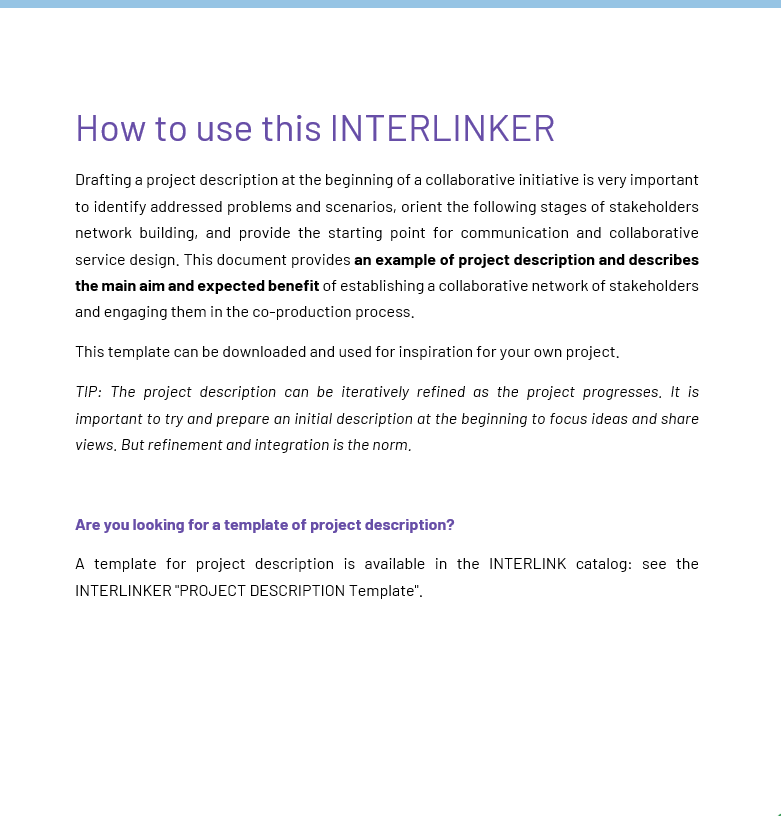 How to use this INTERLINKER
Drafting a project description at the beginning of a collaborative initiative is very important
to identify addressed problems and scenarios, orient the following stages of stakeholders
network building, and provide the starting point for communication and collaborative
service design. This document provides an example of project description and describes
the main aim and expected benefit of establishing a collaborative network of stakeholders
and engaging them in the co-production process.
This template can be downloaded and used for inspiration for your own project.
TIP: The project description can be iteratively refined as the project progresses. It is
important to try and prepare an initial description at the beginning to focus ideas and share
views. But refinement and integration is the norm.
Are you looking for a template of project description?
A template for project description is available in the INTERLINK catalog: see the
INTERLINKER "PROJECT DESCRIPTION Template".